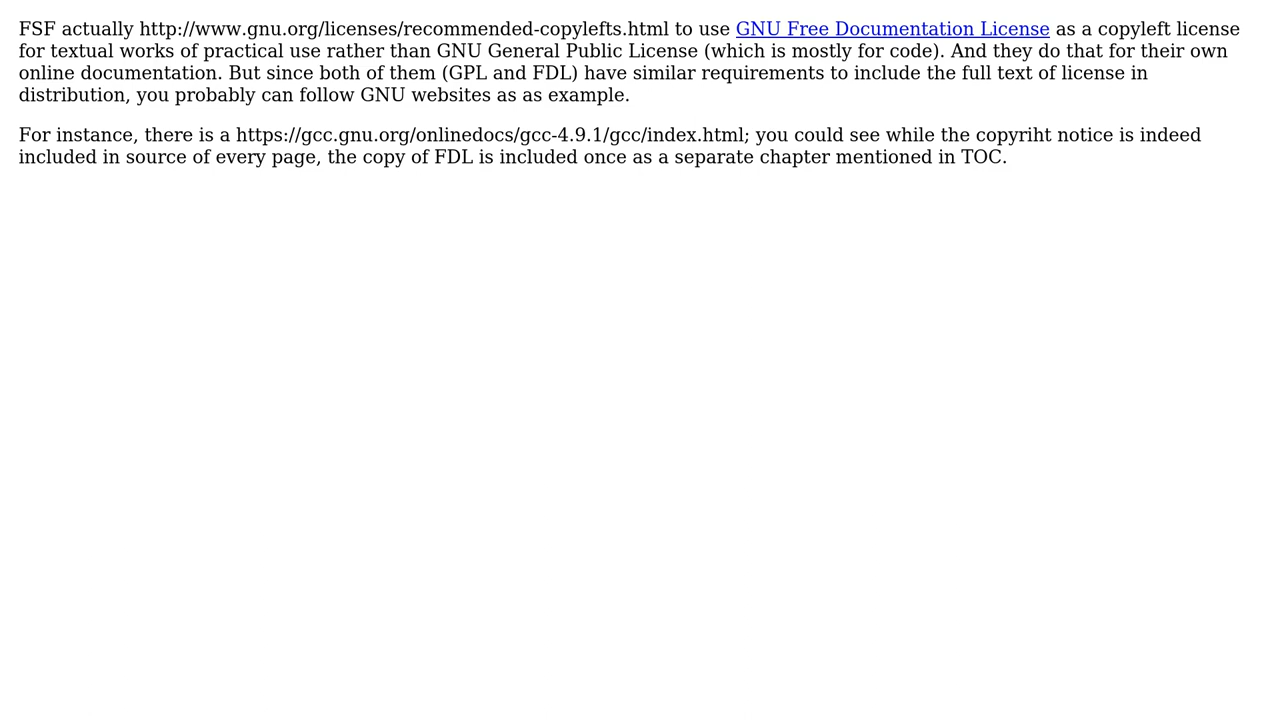 FSF actually http://www.gnu.org/licenses/recommended-copylefts.html to use GNU Free Documentation License as a copyleft license
for textual works of practical use rather than GNU General Public License (which is mostly for code). And they do that for their own
online documentation. But since both of them (GPL and FDL) have similar requirements to include the full text of license in
distribution, you probably can follow GNU websites as as example.
For instance, there is a https://gcc.gnu.org/onlinedocs/gcc-4.9.1/gcc/index.html; you could see while the copyriht notice is indeed
included in source of every page, the copy of FDL is included once as a separate chapter mentioned in TOC.